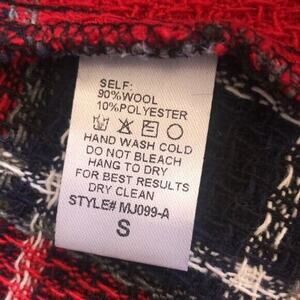 SELF:
90%WOOL
10%POLYESTER
HAND WASH COLD
DO NOT BLEACH
HANG TO DRY
FOR BEST RESULTS
DRY CLEAN
STYLE# MJ099-A
S